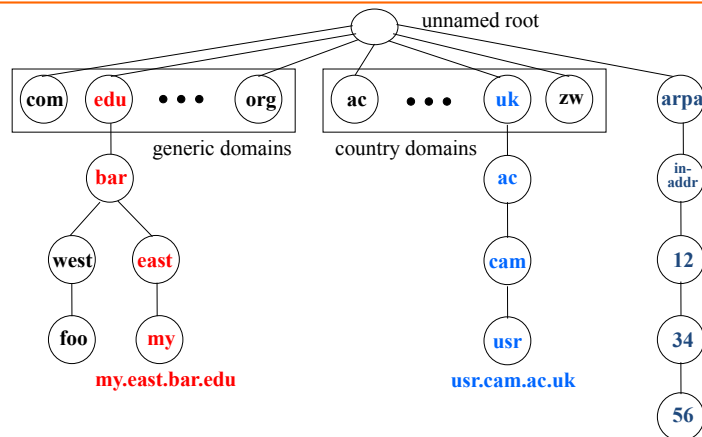 unnamed root
com edu • • • org ac • • • uk zw arpa
generic domains country domains
bar ac in-
addr
west east cam 12
foo my usr 34
my.east.bar.edu usr.cam.ac.uk
56